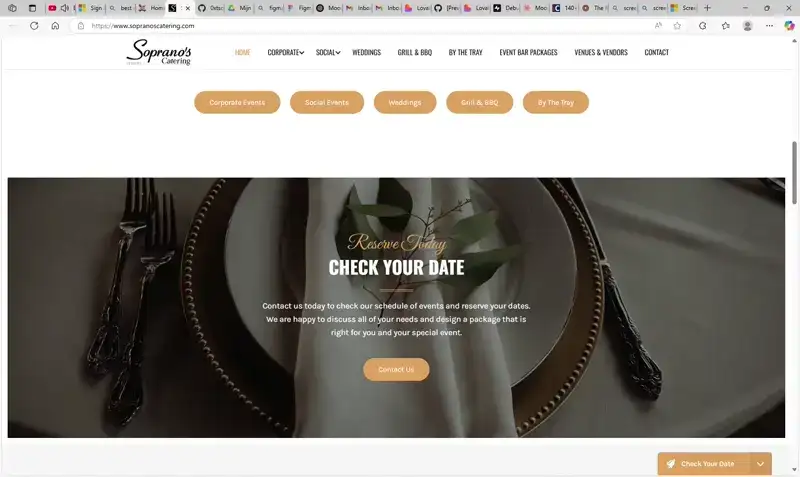 Sign
best
Hom
Mijn
figm
Figm
Moo
Inbo
Inbo
Lova
[Prev
Lova
Deb
Moo
140
The
scre
scre
Scre
https://www.sopranoscatering.com
Soprano's
Catering
HOME
CORPORATE
SOCIAL
WEDDINGS
GRILL & BBQ
BY THE TRAY
EVENT BAR PACKAGES
VENUES & VENDORS
CONTACT
Corporate Events
Social Events
Weddings
Grill & BBQ
By The Tray
Reserve Today
CHECK YOUR DATE
Contact us today to check our schedule of events and reserve your dates.
We are happy to discuss all of your needs and design a package that is
right for you and your special event.
Contact Us
Check Your Date